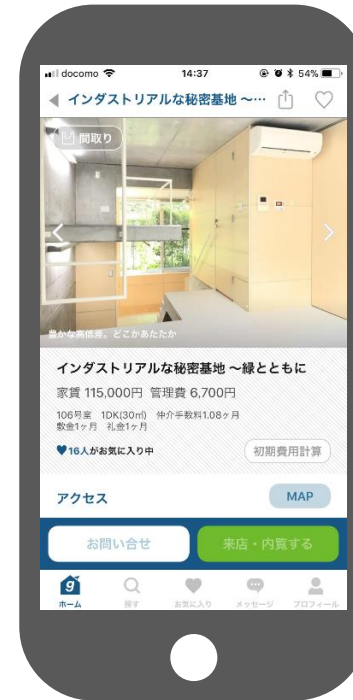 docomo 14:37 54%
インダストリアルな秘密基地 〜…
間取り
豊かな高低差。どこかあたたか
インダストリアルな秘密基地 〜緑とともに
家賃 115,000円 管理費 6,700円
106号室 1DK(30㎡) 仲介手数料1.08ヶ月
敷金1ヶ月 礼金1ヶ月
16人がお気に入り中
初期費用計算
アクセス
MAP
お問い合せ
来店・内覧する
g
ホーム 探す お気に入り メッセージ プロフィール